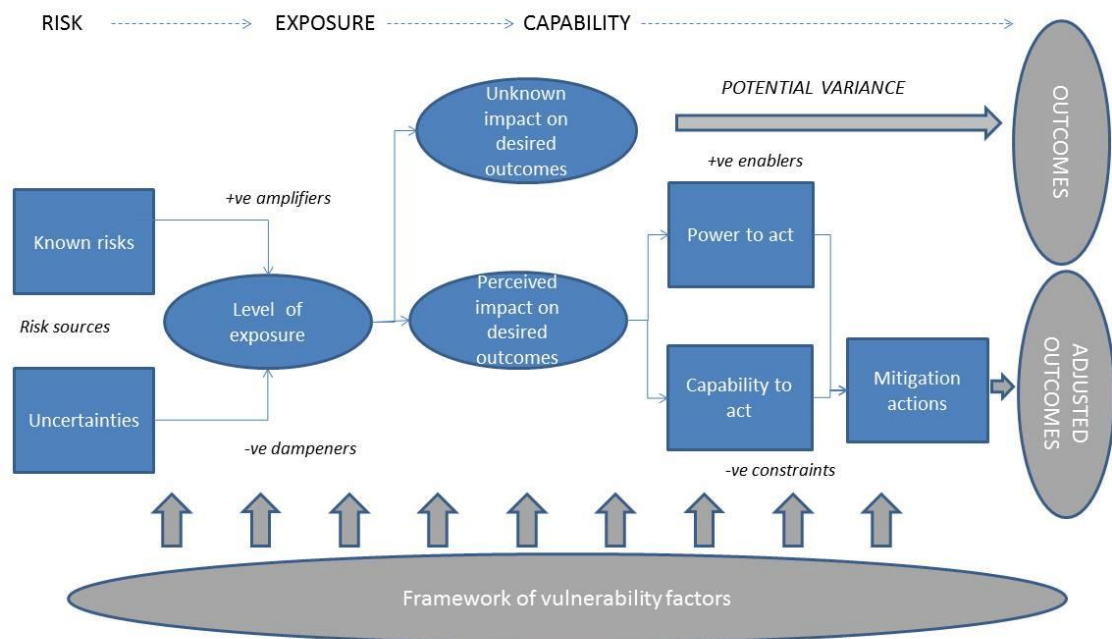 RISK
EXPOSURE
CAPABILITY
Unknown
impact on
desired
outcomes
POTENTIAL VARIANCE
OUTCOMES
+ve enablers
+ve amplifiers
Known risks
Power to act
Level of
exposure
Perceived
impact on
desired
outcomes
Risk sources
Uncertainties
Capability to
act
Mitigation
actions
ADJUSTED
OUTCOMES
-ve dampeners
-ve constraints
Framework of vulnerability factors